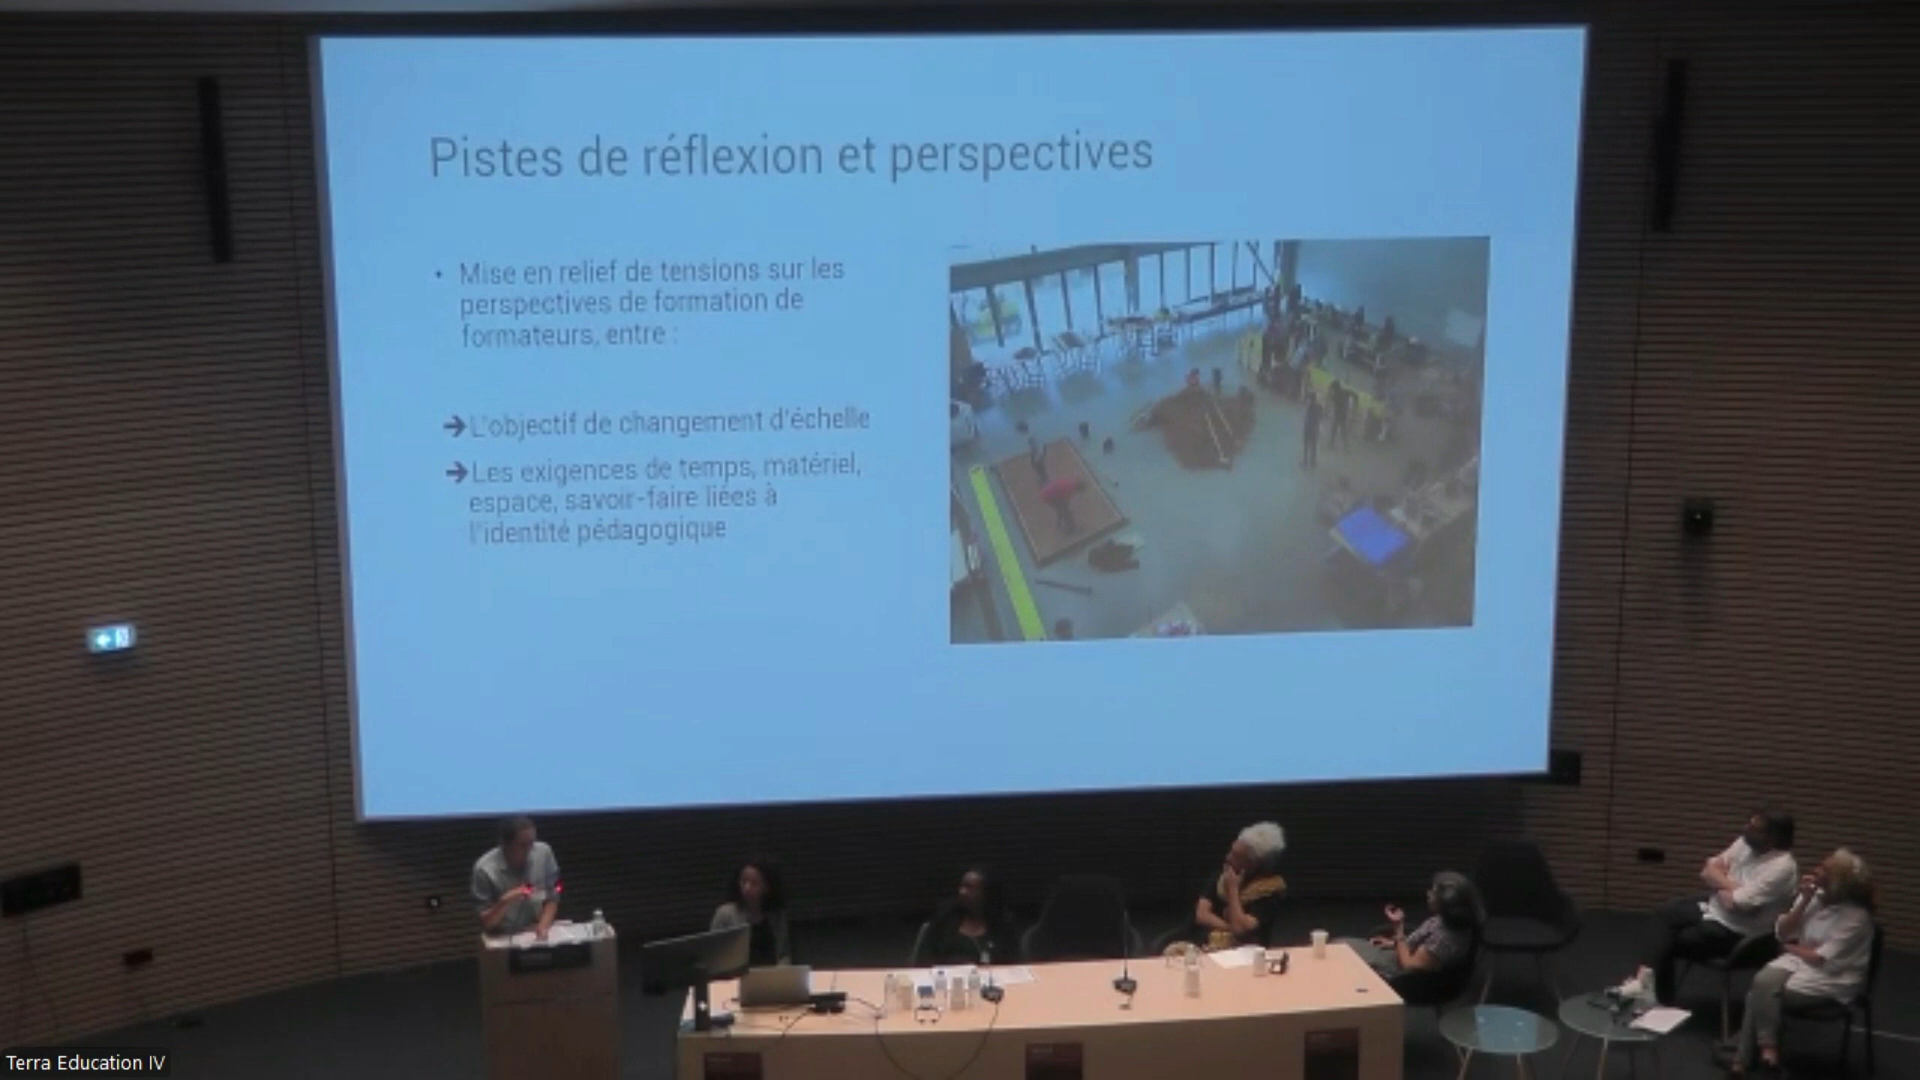 Pistes de réflexion et perspectives
• Mise en relief de tensions sur les
perspectives de formation de
formateurs, entre :
➔ L'objectif de changement d'échelle
➔ Les exigences de temps, matériel,
espace, savoir-faire liées à
l'identité pédagogique
Terra Education IV